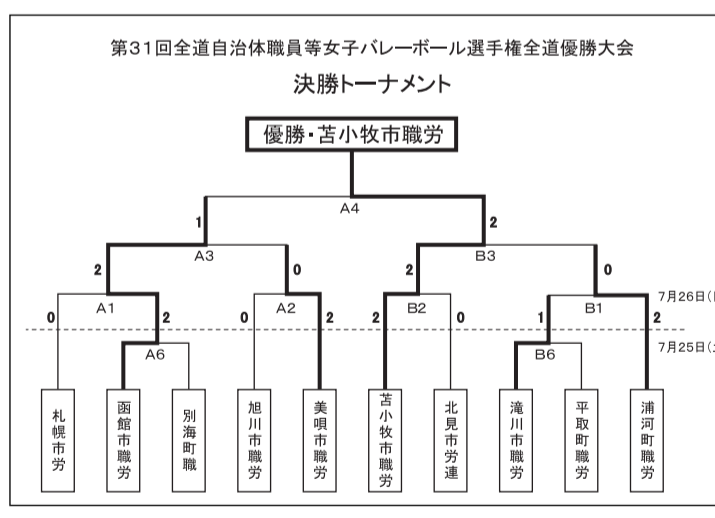 第31回全道自治体職員等女子バレーボール選手権全道優勝大会
決勝トーナメント
優勝・苫小牧市職労
A4
1
2
A3
B3
2
0
2
0
7月26日(
A1
A2
B2
B1
0
2
0
2
2
0
1
2
7月25日(
A6
B6
札幌市労
函館市職労
別海町職
旭川市職労
美唄市職労
苫小牧市職労
北見市労連
滝川市職労
平取町職労
浦河町職労